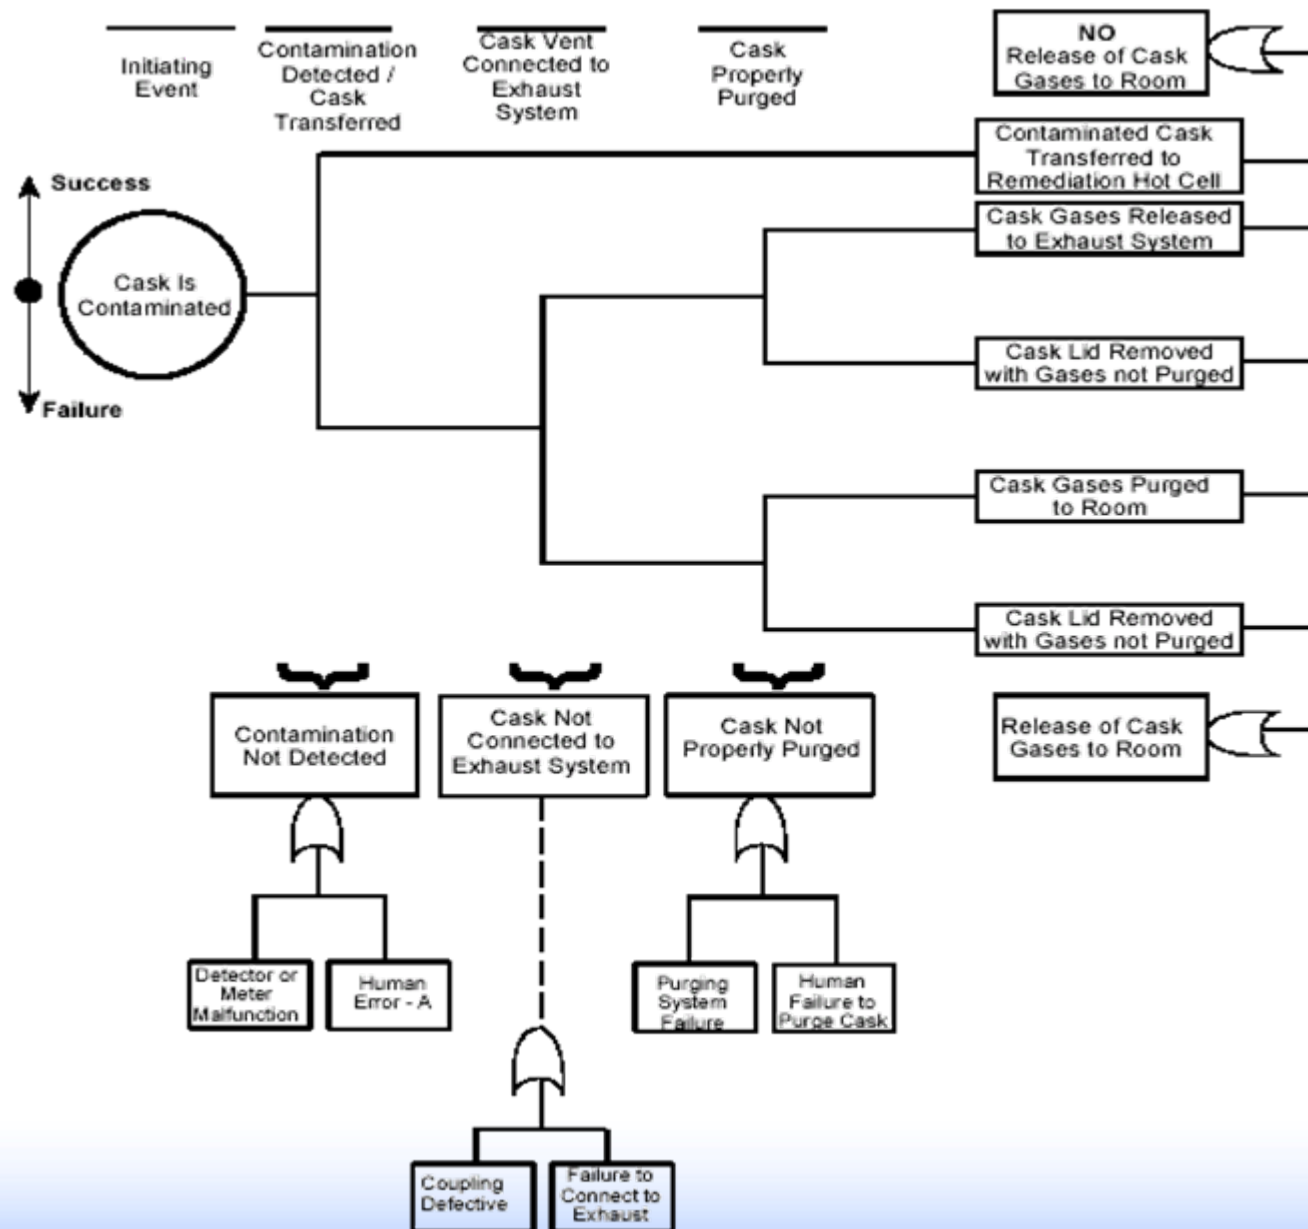 Initiating
Event
Contamination
Detected /
Cask
Transferred
Cask Vent
Connected to
Exhaust
System
Cask
Properly
Purged
NO
Release of Cask
Gases to Room
Success
Cask Is
Contaminated
Failure
Contaminated Cask
Transferred to
Remediation Hot Cell
Cask Gases Released
to Exhaust System
Cask Lid Removed
with Gases not Purged
Cask Gases Purged
to Room
Cask Lid Removed
with Gases not Purged
Contamination
Not Detected
Cask Not
Connected to
Exhaust System
Cask Not
Properly Purged
Release of Cask
Gases to Room
Detector or
Meter
Malfunction
Human
Error - A
Purging
System
Failure
Human
Failure to
Purge Cask
Coupling
Defective
Failure to
Connect to
Exhaust